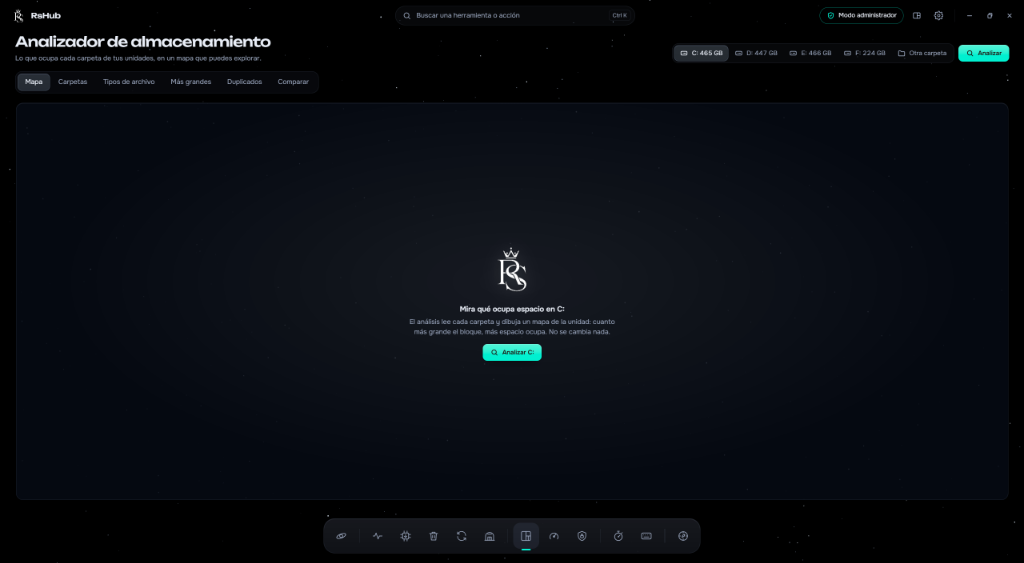 RsHub
Buscar una herramienta o acción
Ctrl K
Modo administrador
Analizador de almacenamiento
Lo que ocupa cada carpeta de tus unidades, en un mapa que puedes explorar.
C: 465 GB
D: 447 GB
E: 466 GB
F: 224 GB
Otra carpeta
Analizar
Mapa
Carpetas
Tipos de archivo
Más grandes
Duplicados
Comparar
RS
Mira qué ocupa espacio en C:
El análisis lee cada carpeta y dibuja un mapa de la unidad: cuanto
más grande el bloque, más espacio ocupa. No se cambia nada.
Analizar C: